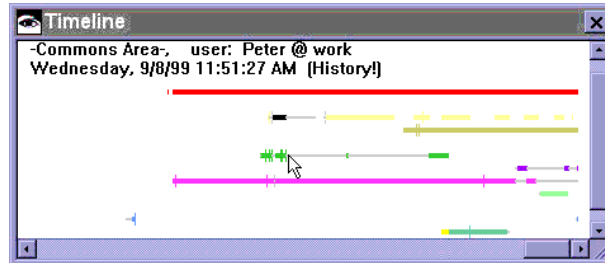 Timeline
-Commons Area-, user: Peter @ work
Wednesday, 9/8/99 11:51:27 AM (History!)